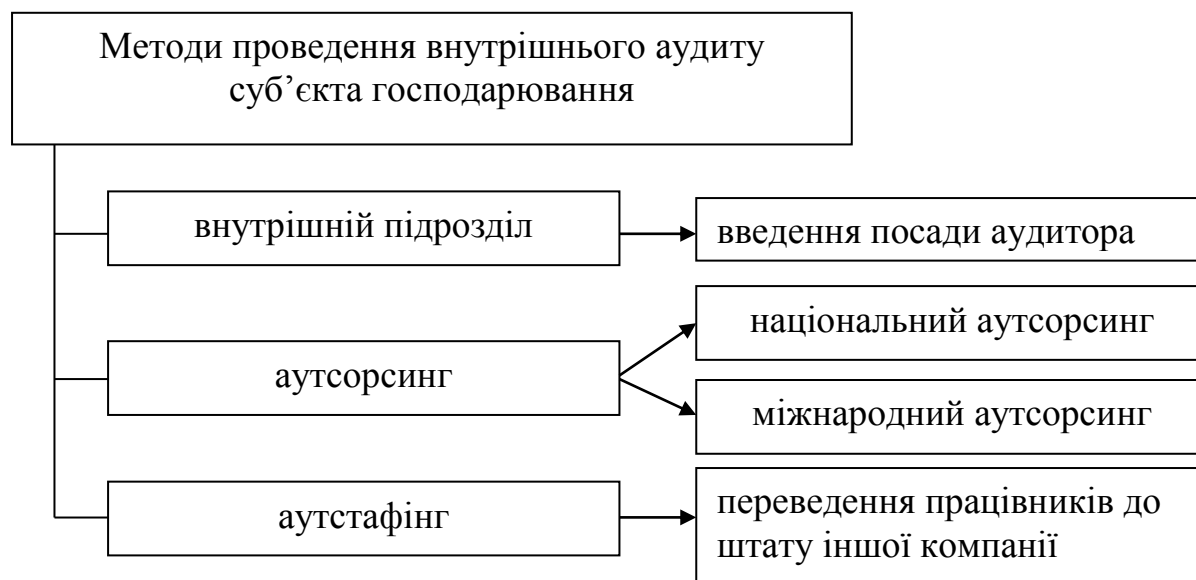 Методи проведення внутрішнього аудиту
суб’єкта господарювання
внутрішній підрозділ
введення посади аудитора
аутсорсинг
національний аутсорсинг
міжнародний аутсорсинг
аутстафінг
переведення працівників до
штату іншої компанії